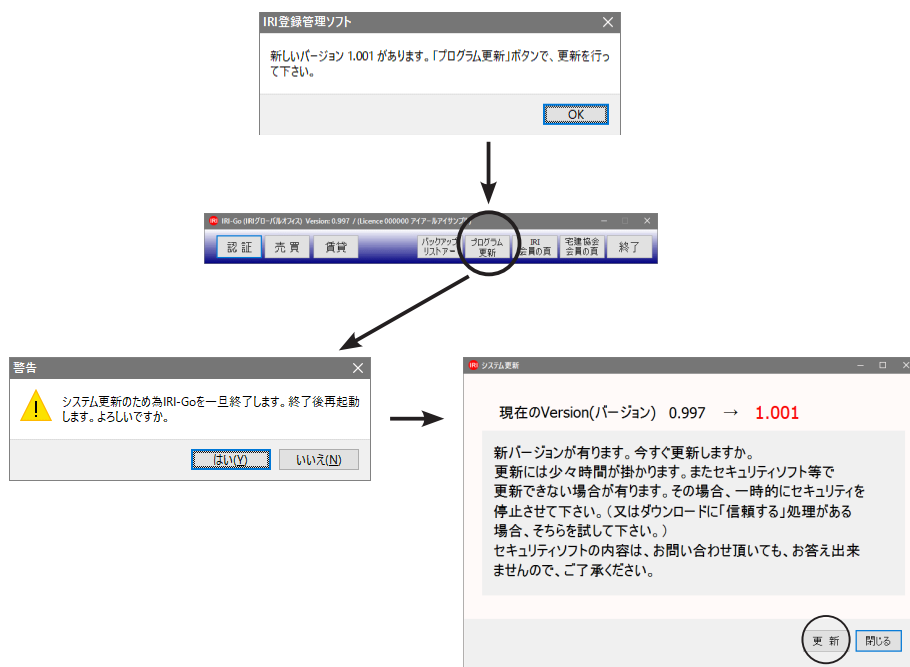 IRI登録管理ソフト
新しいバージョン 1.001 があります。「プログラム更新」ボタンで、更新を行っ
て下さい。
OK
IRI IRI-Go (IRIグローバルオフィス) Version: 0.997 / (Licence 000000 アイアールアイサンプル
認 証 売 買 賃貸 バックアップ プログラム IRI 宅建協会 終了
リストアー 更新 会員の頁 会員の頁
警告
システム更新のため為IRI-Goを一旦終了します。終了後再起動
します。よろしいですか。
はい(Y) いいえ(N)
IRI システム更新
現在のVersion(バージョン) 0.997 → 1.001
新バージョンが有ります。今すぐ更新しますか。
更新には少々時間が掛かります。またセキュリティソフト等で
更新できない場合が有ります。その場合、一時的にセキュリティを
停止させて下さい。（又はダウンロードに「信頼する」処理がある
場合、そちらを試して下さい。）
セキュリティソフトの内容は、お問い合わせ頂いても、お答え出来
ませんので、ご了承ください。
更 新 閉じる